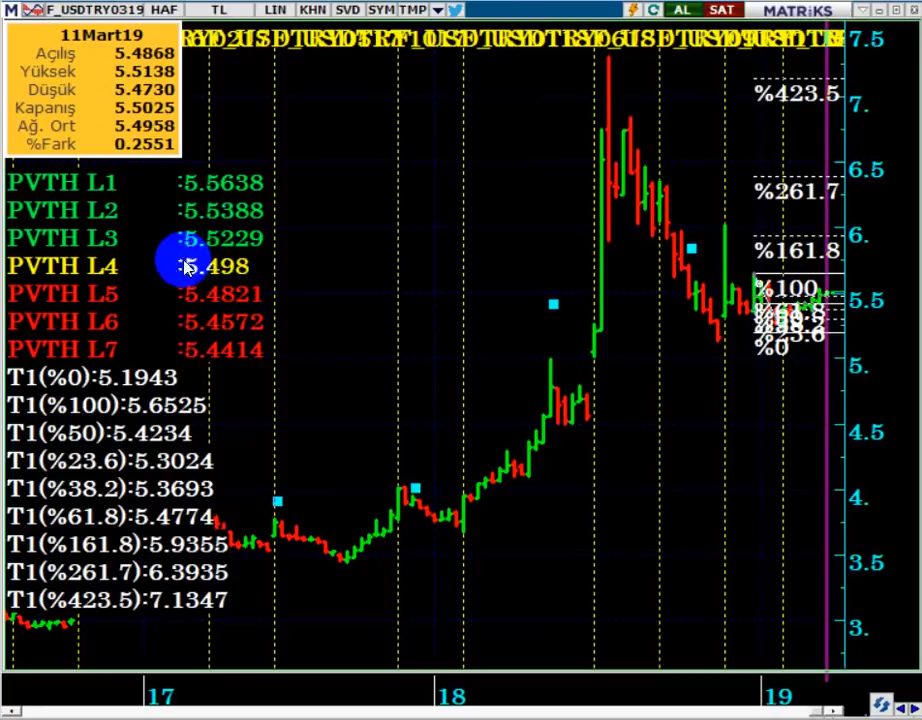 F_USDTRY0319 HAF TL LIN KHN SVD SYM TMP AL SAT MATRiKS
11Mart19
Açılış 5.4868
Yüksek 5.5138
Düşük 5.4730
Kapanış 5.5025
Ağ. Ort 5.4958
%Fark 0.2551
PVTH L1 :5.5638
PVTH L2 :5.5388
PVTH L3 :5.5229
PVTH L4 :5.498
PVTH L5 :5.4821
PVTH L6 :5.4572
PVTH L7 :5.4414
T1(%0):5.1943
T1(%100):5.6525
T1(%50):5.4234
T1(%23.6):5.3024
T1(%38.2):5.3693
T1(%61.8):5.4774
T1(%161.8):5.9355
T1(%261.7):6.3935
T1(%423.5):7.1347
%423.5
%261.7
%161.8
%100
%61.8
%23.6
%0
7.5
7.
6.5
6.
5.5
5.
4.5
4.
3.5
3.
17 18 19